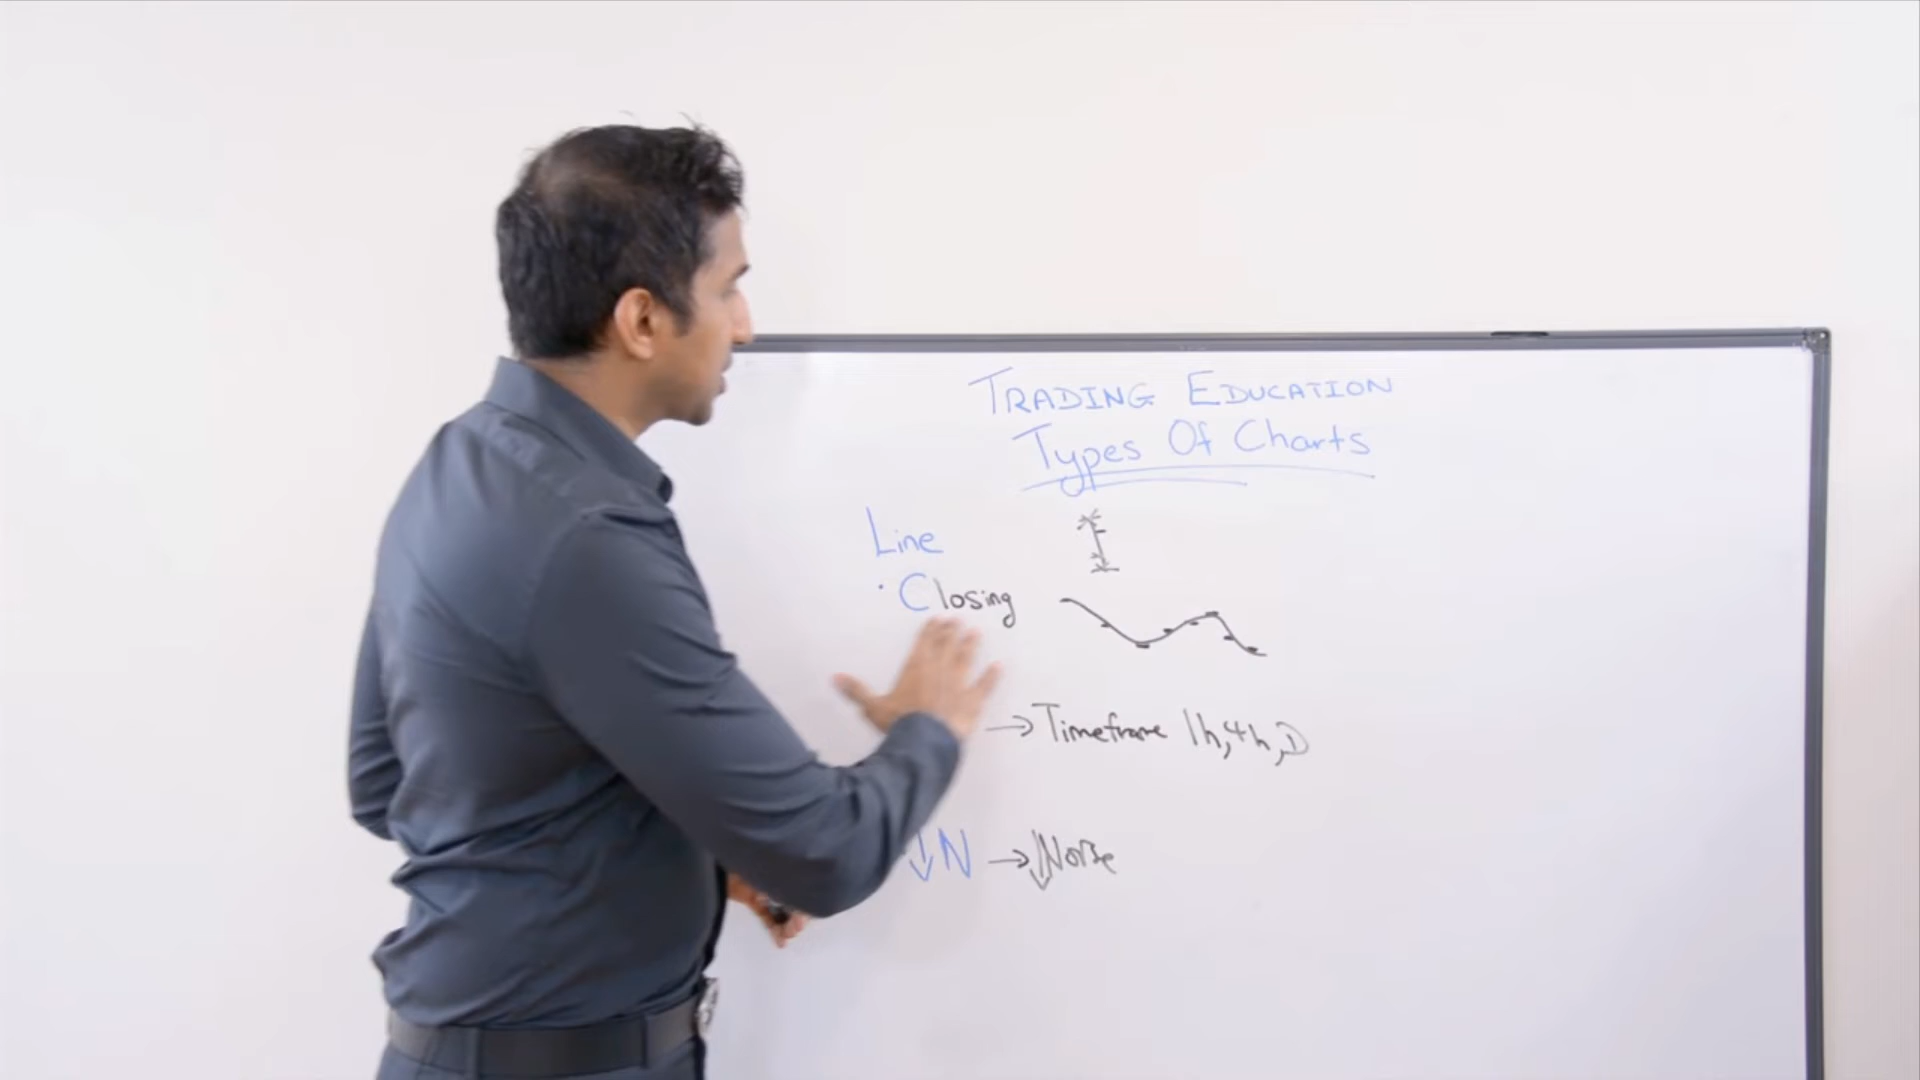 TRADING EDUCATION
Types Of Charts
Line
· Closing
→ Timeframe 1h, 4h, D
↓N → ↓Noise